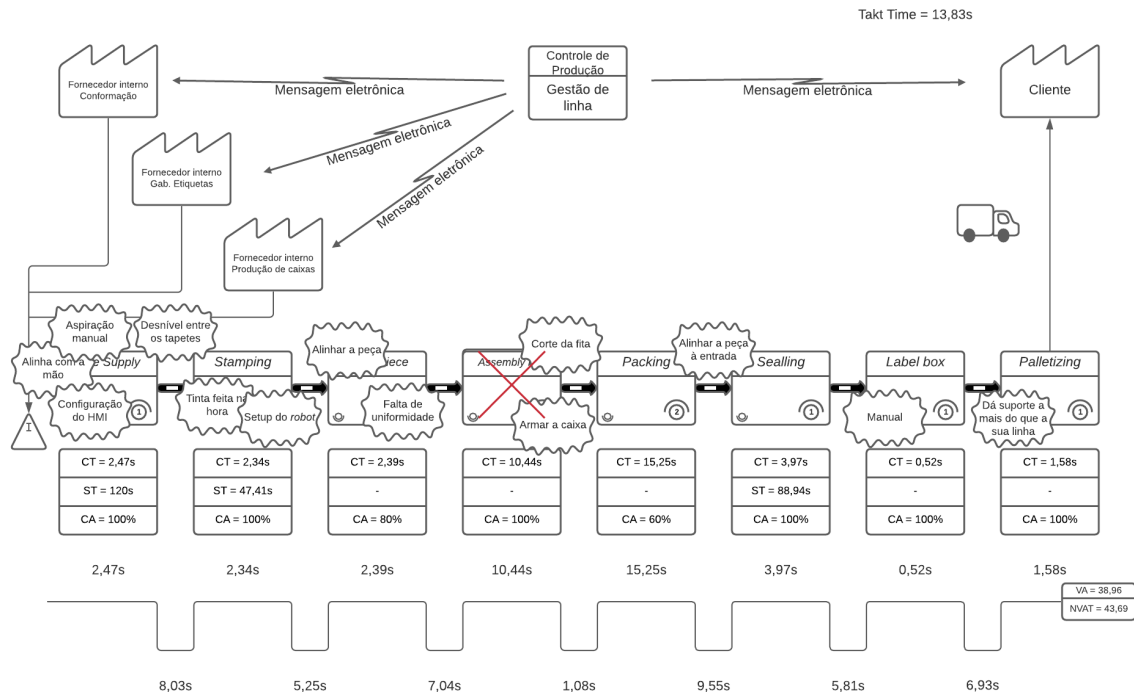 Takt Time = 13,83s
Controle de
Produção
Gestão de
linha
Fornecedor interno
Conformação
Mensagem eletrônica
Mensagem eletrônica
Cliente
Mensagem eletrônica
Fornecedor interno
Gab. Etiquetas
Mensagem eletrônica
Fornecedor interno
Produção de caixas
Aspiração
manual
Desnível entre
os tapetes
Alinhar a peça
Corte da fita
Alinhar a peça
à entrada
Alinha com a
mão
Supply
Stamping
Assembly
Packing
Sealling
Label box
Palletizing
Configuração
do HMI
1
Tinta feita na
hora
Setup do robot
Falta de
uniformidade
Armar a caixa
2
1
Manual
1
Dá suporte a
mais do que a
sua linha
1
I
CT = 2,47s
CT = 2,34s
CT = 2,39s
CT = 10,44s
CT = 15,25s
CT = 3,97s
CT = 0,52s
CT = 1,58s
ST = 120s
ST = 47,41s
-
-
-
ST = 88,94s
-
-
CA = 100%
CA = 100%
CA = 80%
CA = 100%
CA = 60%
CA = 100%
CA = 100%
CA = 100%
2,47s
2,34s
2,39s
10,44s
15,25s
3,97s
0,52s
1,58s
VA = 38,96
NVAT = 43,69
8,03s
5,25s
7,04s
1,08s
9,55s
5,81s
6,93s